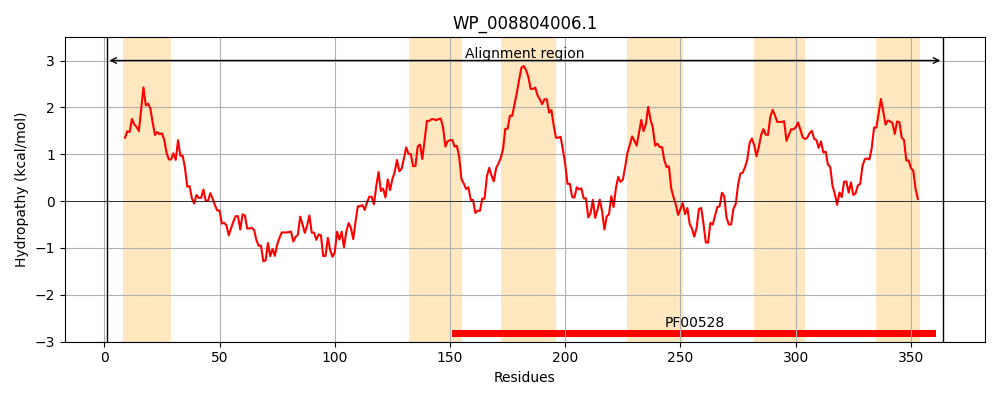 WP_008804006.1
Alignment region
Hydropathy (kcal/mol)
3
2
1
0
−1
−2
−3
PF00528
0 50 100 150 200 250 300 350
Residues